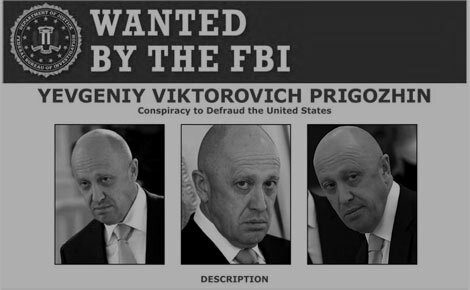 WANTED
BY THE FBI
YEVGENIY VIKTOROVICH PRIGOZHIN
Conspiracy to Defraud the United States
DESCRIPTION